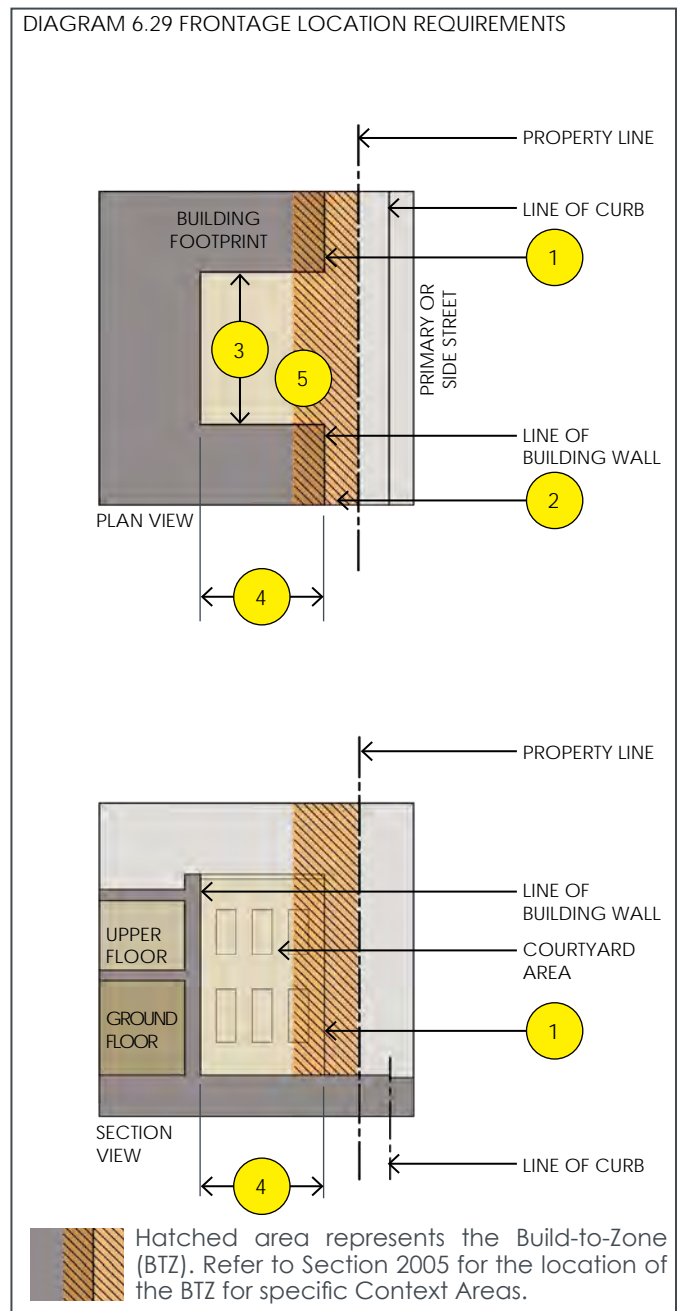 DIAGRAM 6.29 FRONTAGE LOCATION REQUIREMENTS
PROPERTY LINE
LINE OF CURB
BUILDING
FOOTPRINT
1
PRIMARY OR
SIDE STREET
3
5
LINE OF
BUILDING WALL
2
PLAN VIEW
4
PROPERTY LINE
LINE OF
BUILDING WALL
UPPER
FLOOR
COURTYARD
AREA
GROUND
FLOOR
1
SECTION
VIEW
LINE OF CURB
4
Hatched area represents the Build-to-Zone
(BTZ). Refer to Section 2005 for the location of
the BTZ for specific Context Areas.